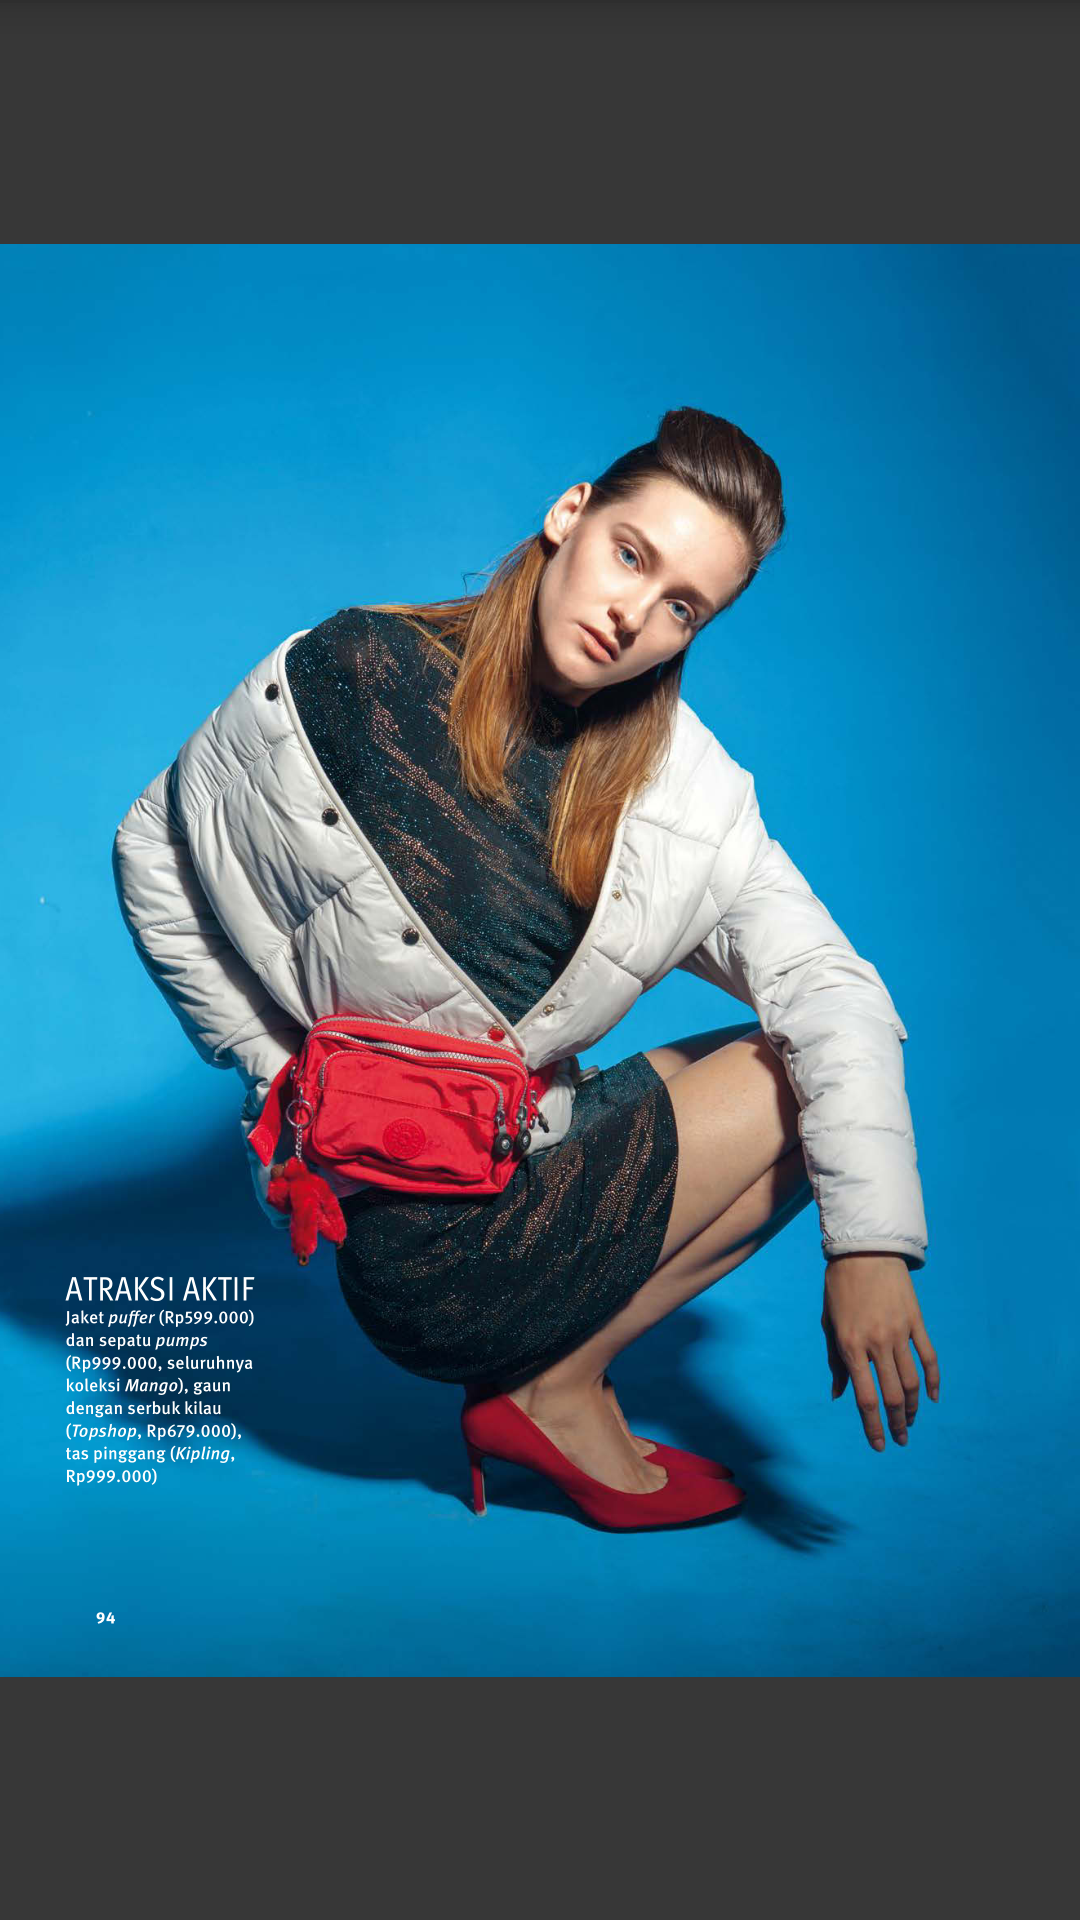 ATRAKSI AKTIF
Jaket puffer (Rp599.000)
dan sepatu pumps
(Rp999.000, seluruhnya
koleksi Mango), gaun
dengan serbuk kilau
(Topshop, Rp679.000),
tas pinggang (Kipling,
Rp999.000)
94